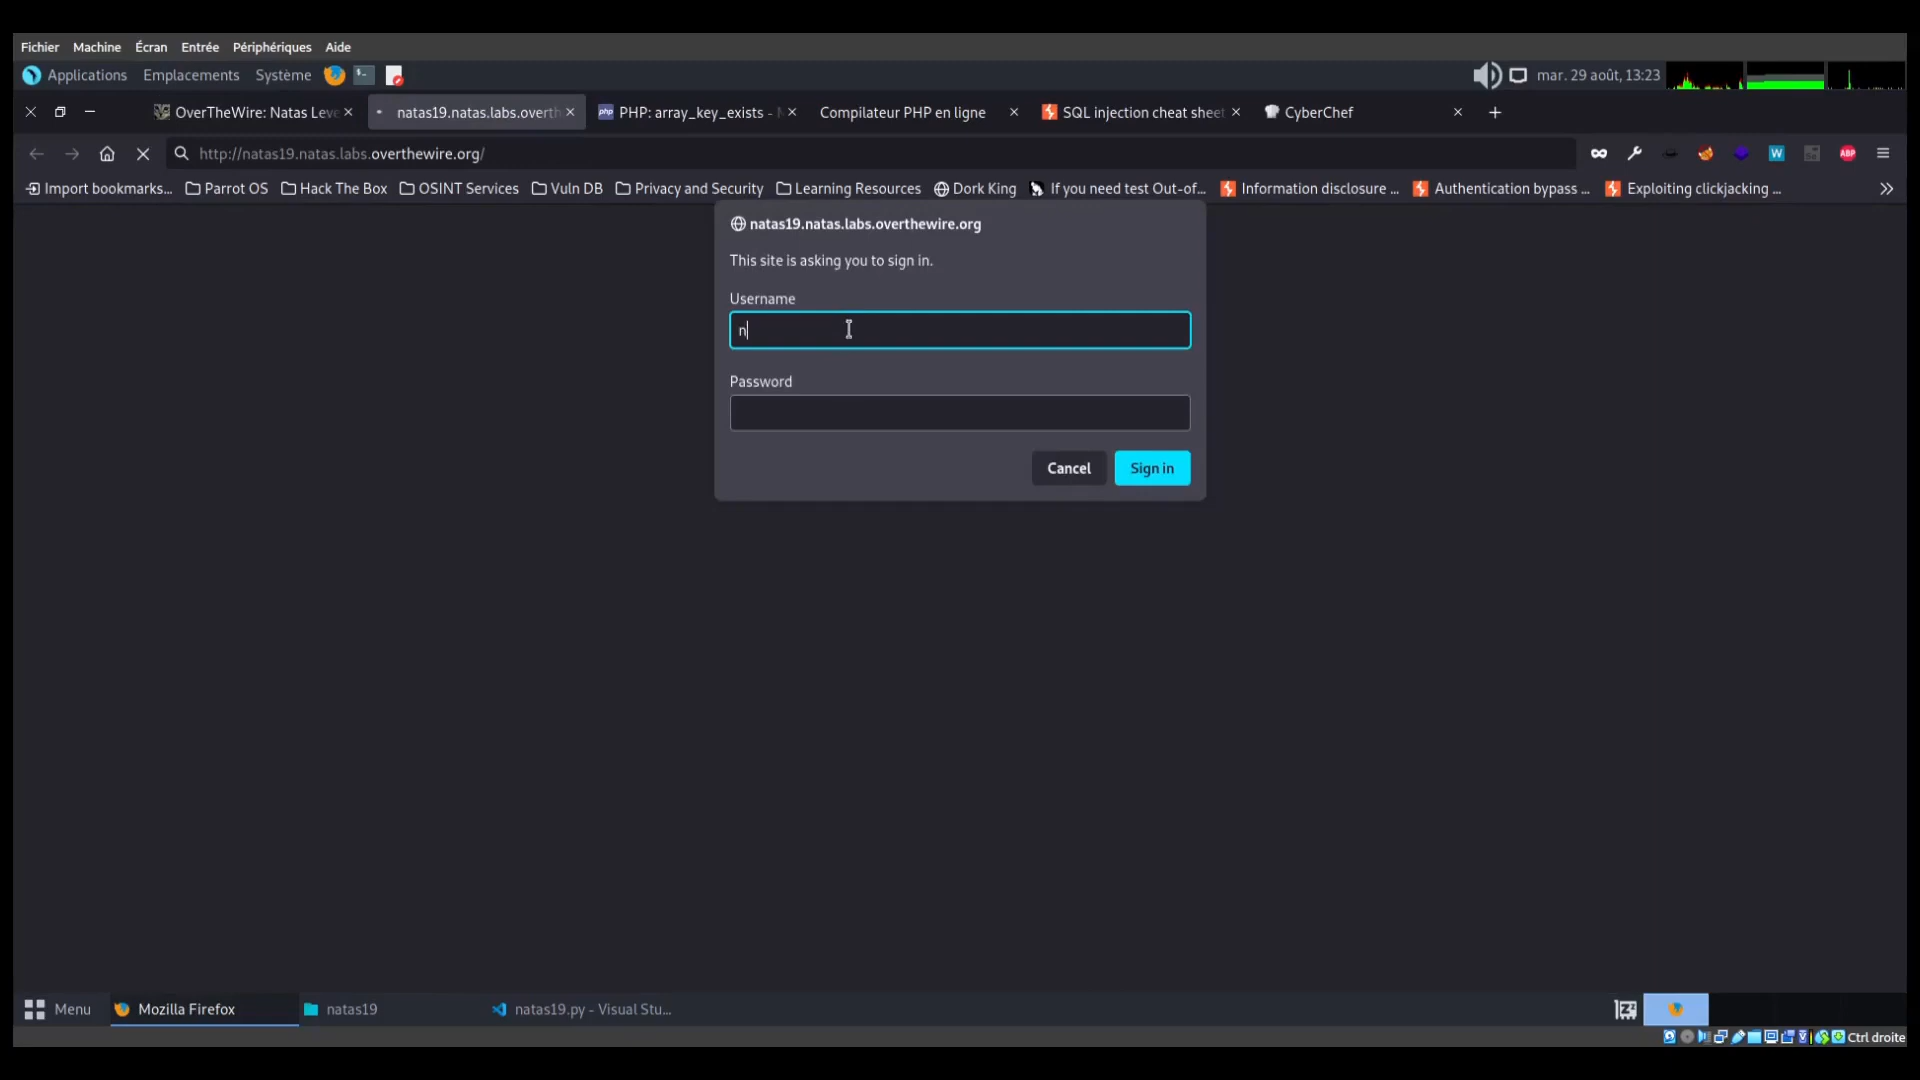 Fichier Machine Écran Entrée Périphériques Aide
Applications Emplacements Système mar. 29 août, 13:23
OverTheWire: Natas Leve natas19.natas.labs.overth PHP: array_key_exists - Compilateur PHP en ligne SQL injection cheat sheet CyberChef
http://natas19.natas.labs.overthewire.org/
Import bookmarks... Parrot OS Hack The Box OSINT Services Vuln DB Privacy and Security Learning Resources Dork King If you need test Out-of... Information disclosure ... Authentication bypass ... Exploiting clickjacking ...
natas19.natas.labs.overthewire.org
This site is asking you to sign in.
Username
n
Password
Cancel Sign in
Menu Mozilla Firefox natas19 natas19.py - Visual Stu...
Ctrl droite